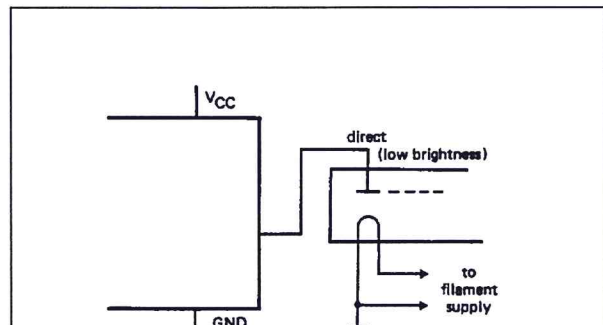 VCC
direct
(low brightness)
to
filament
supply
GND